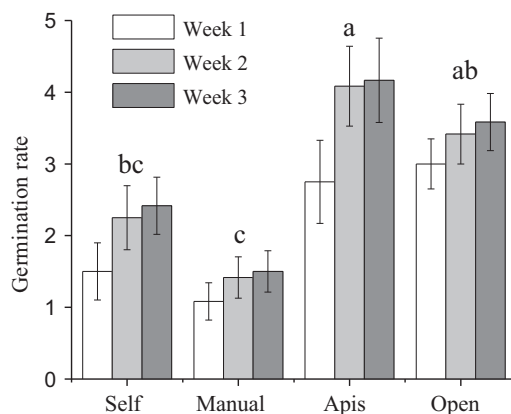 5
4
3
2
1
0
Germination rate
Week 1
Week 2
Week 3
bc
c
a
ab
Self Manual Apis Open